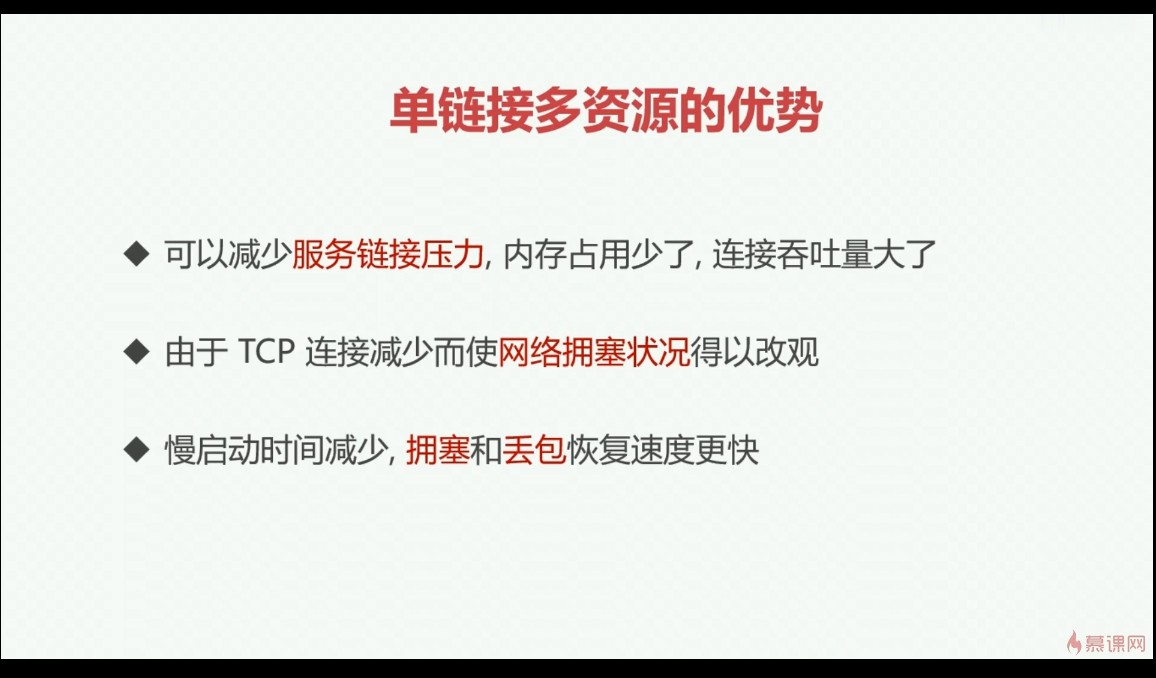 单链接多资源的优势
◆ 可以减少服务链接压力, 内存占用少了, 连接吞吐量大了
◆ 由于 TCP 连接减少而使网络拥塞状况得以改观
◆ 慢启动时间减少, 拥塞和丢包恢复速度更快
慕课网